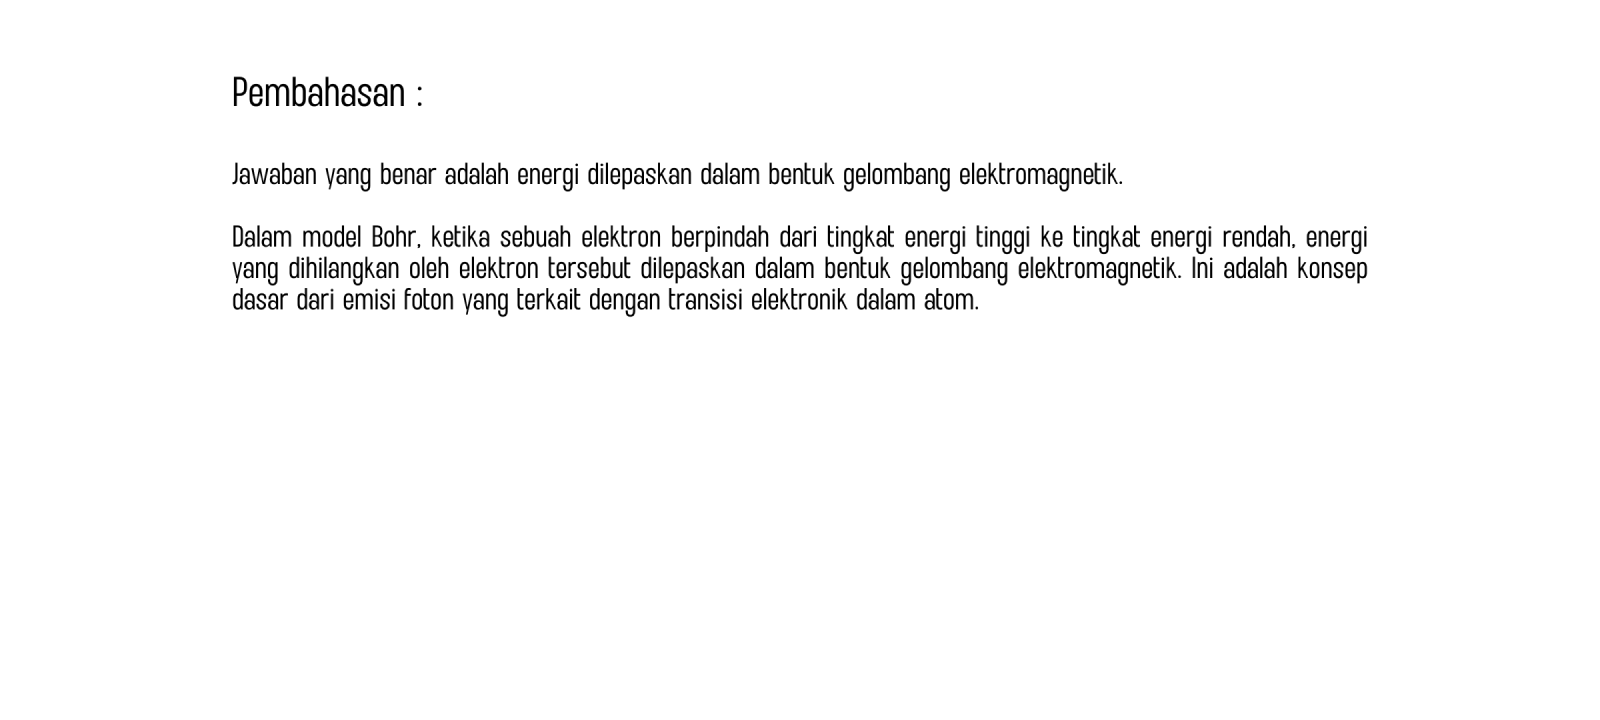 Pembahasan :
Jawaban yang benar adalah energi dilepaskan dalam bentuk gelombang elektromagnetik.
Dalam model Bohr, ketika sebuah elektron berpindah dari tingkat energi tinggi ke tingkat energi rendah, energi
yang dihilangkan oleh elektron tersebut dilepaskan dalam bentuk gelombang elektromagnetik. Ini adalah konsep
dasar dari emisi foton yang terkait dengan transisi elektronik dalam atom.